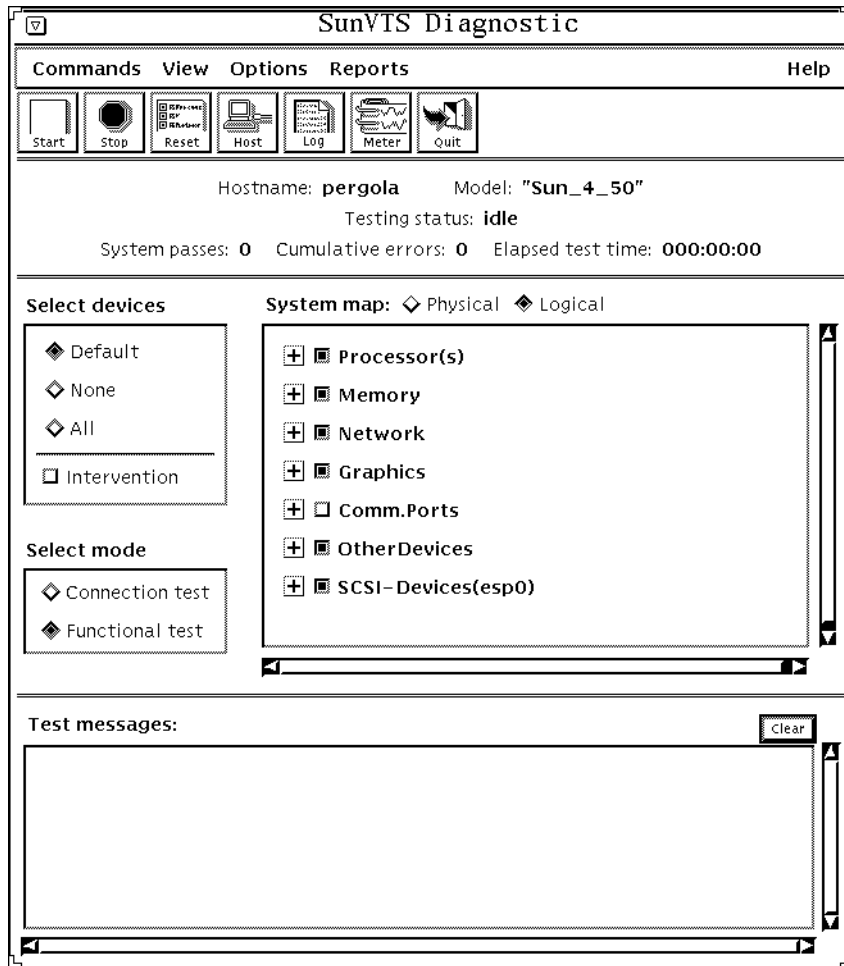 SunVTS Diagnostic
Commands View Options Reports Help
Start Stop Reset Host Log Meter Quit
Hostname: pergola Model: "Sun_4_50"
Testing status: idle
System passes: 0 Cumulative errors: 0 Elapsed test time: 000:00:00
Select devices
Default
None
All
Intervention
Select mode
Connection test
Functional test
System map: Physical Logical
Processor(s)
Memory
Network
Graphics
Comm.Ports
OtherDevices
SCSI-Devices(esp0)
Test messages: Clear